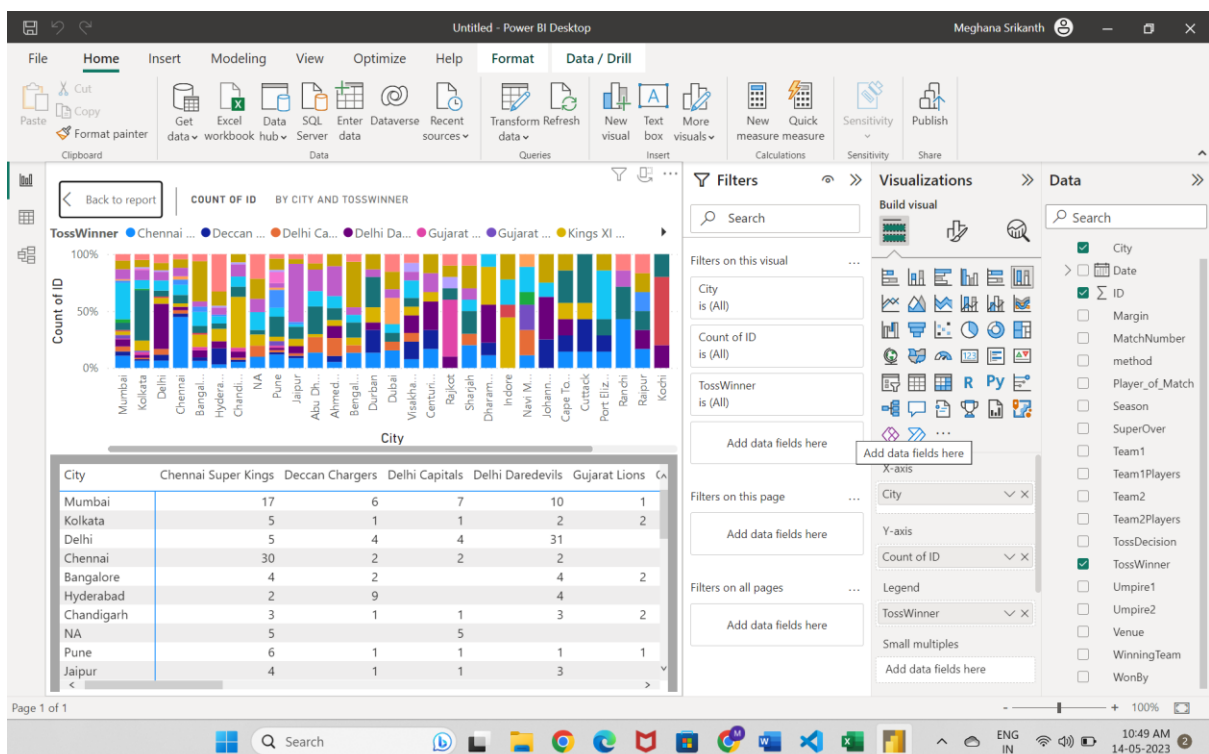 Untitled - Power BI Desktop
Meghana Srikanth
File Home Insert Modeling View Optimize Help Format Data / Drill
Paste
Cut
Copy
Format painter
Get data
Excel workbook
Data hub
SQL Server
Enter data
Dataverse
Recent sources
Transform data
Refresh
New visual
Text box
More visuals
New measure
Quick measure
Sensitivity
Publish
Clipboard Data Queries Insert Calculations Sensitivity Share
Back to report
COUNT OF ID BY CITY AND TOSSWINNER
TossWinner Chennai ... Deccan ... Delhi Ca... Delhi Da... Gujarat ... Gujarat ... Kings XI ...
100%
50%
0%
Count of ID
Mumbai
Kolkata
Delhi
Chennai
Bangal...
Hydera...
Chandi...
NA
Pune
Jaipur
Abu Dh...
Ahmed...
Bengal...
Durban
Dubai
Visakha...
Centuri...
Rajkot
Sharjah
Dharam...
Indore
Navi M...
Johann...
Cape To...
Cuttack
Port Eliz...
Ranchi
Raipur
Kochi
City
City Chennai Super Kings Deccan Chargers Delhi Capitals Delhi Daredevils Gujarat Lions
Mumbai 17 6 7 10 1
Kolkata 5 1 1 2 2
Delhi 5 4 4 31
Chennai 30 2 2 2
Bangalore 4 2 4 2
Hyderabad 2 9 4
Chandigarh 3 1 1 3 2
NA 5 5
Pune 6 1 1 1 1
Jaipur 4 1 1 3
Filters
Search
Filters on this visual ...
City
is (All)
Count of ID
is (All)
TossWinner
is (All)
Add data fields here
Filters on this page ...
Add data fields here
Filters on all pages ...
Add data fields here
Visualizations
Build visual
123
R Py
...
Add data fields here
X-axis
City
Y-axis
Count of ID
Legend
TossWinner
Small multiples
Add data fields here
Data
Search
City
Date
ID
Margin
MatchNumber
method
Player_of_Match
Season
SuperOver
Team1
Team1Players
Team2
Team2Players
TossDecision
TossWinner
Umpire1
Umpire2
Venue
WinningTeam
WonBy
Page 1 of 1
100%
Search
ENG
IN
10:49 AM
14-05-2023
2